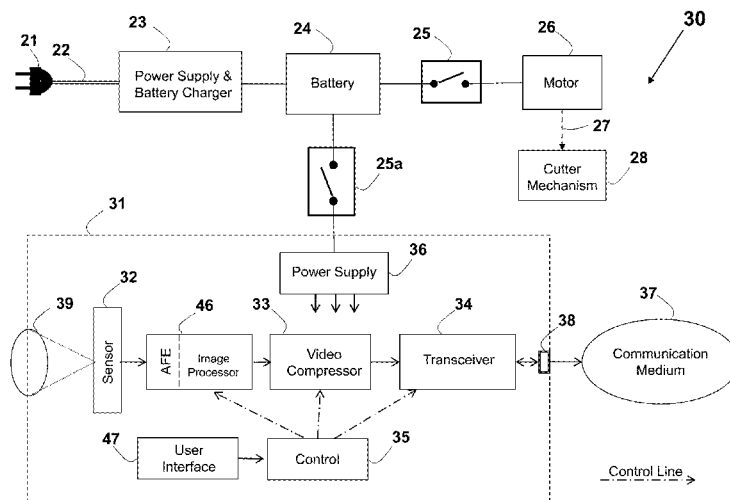 30
21
22
23
24
25
26
Power Supply &
Battery Charger
Battery
Motor
27
Cutter
Mechanism
28
25a
31
Power Supply
36
39
32
46
33
34
38
37
Sensor
AFE
Image
Processor
Video
Compressor
Transceiver
Communication
Medium
47
User
Interface
Control
35
Control Line